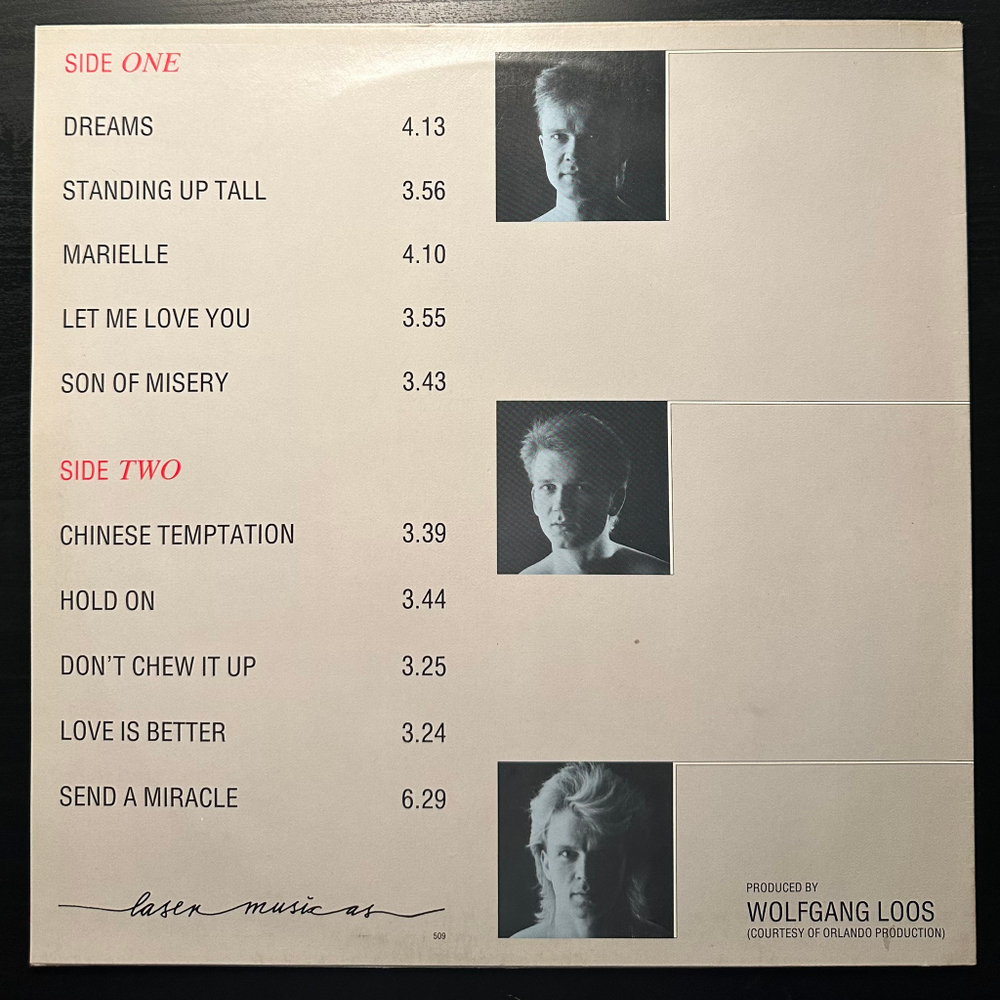 SIDE ONE
DREAMS 4.13
STANDING UP TALL 3.56
MARIELLE 4.10
LET ME LOVE YOU 3.55
SON OF MISERY 3.43
SIDE TWO
CHINESE TEMPTATION 3.39
HOLD ON 3.44
DON'T CHEW IT UP 3.25
LOVE IS BETTER 3.24
SEND A MIRACLE 6.29
laser music as
509
PRODUCED BY
WOLFGANG LOOS
(COURTESY OF ORLANDO PRODUCTION)